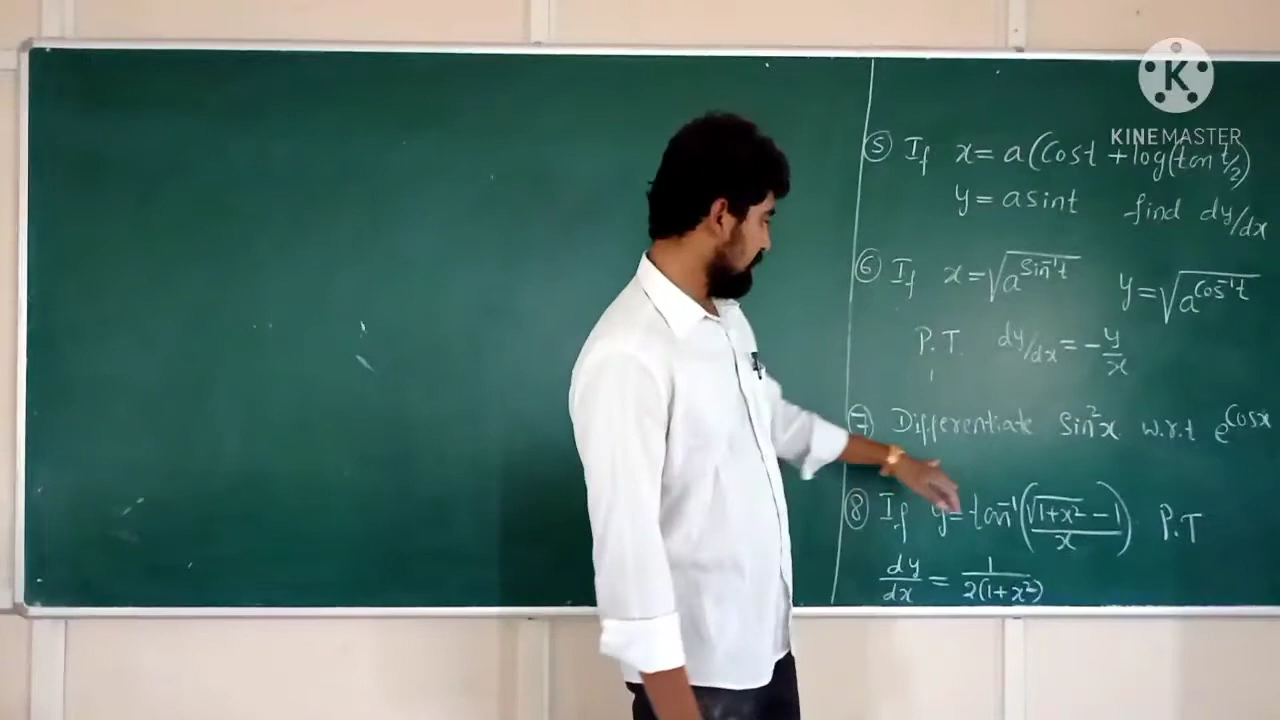 K
KINEMASTER
⑤ If x = a(Cost + log(tan t/2)
y = a sint find dy/dx
⑥ If x = √(a^(Sin⁻¹t)) y = √(a^(Cos⁻¹t))
P.T. dy/dx = -y/x
⑦ Differentiate Sin²x w.r.t e^(Cosx)
⑧ If y = tan⁻¹((√(1+x²) - 1)/x) P.T
dy/dx = 1/(2(1+x²))